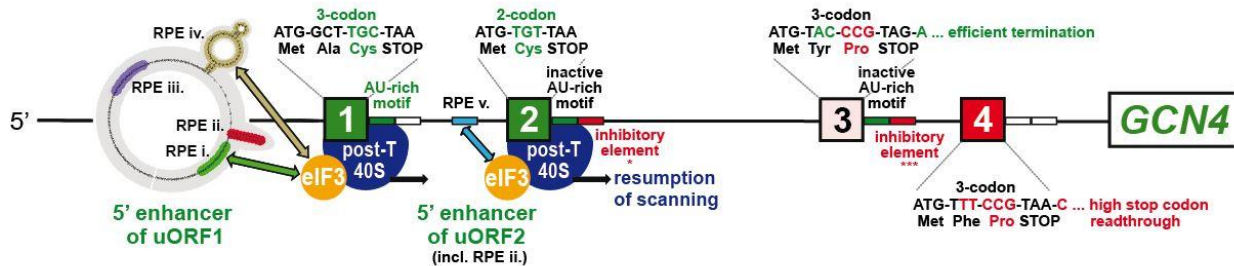 3-codon
ATG-GCT-TGC-TAA
Met Ala Cys STOP
2-codon
ATG-TGT-TAA
Met Cys STOP
3-codon
ATG-TAC-CCG-TAG-A ... efficient termination
Met Tyr Pro STOP
RPE iv.
RPE iii.
RPE ii.
RPE i.
AU-rich
motif
RPE v.
inactive
AU-rich
motif
inactive
AU-rich
motif
5'
1
2
3
4
GCN4
post-T
40S
eIF3
post-T
40S
eIF3
inhibitory
element
*
resumption
of scanning
inhibitory
element
***
5' enhancer
of uORF1
5' enhancer
of uORF2
(incl. RPE ii.)
3-codon
ATG-TTT-CCG-TAA-C ... high stop codon
Met Phe Pro STOP readthrough